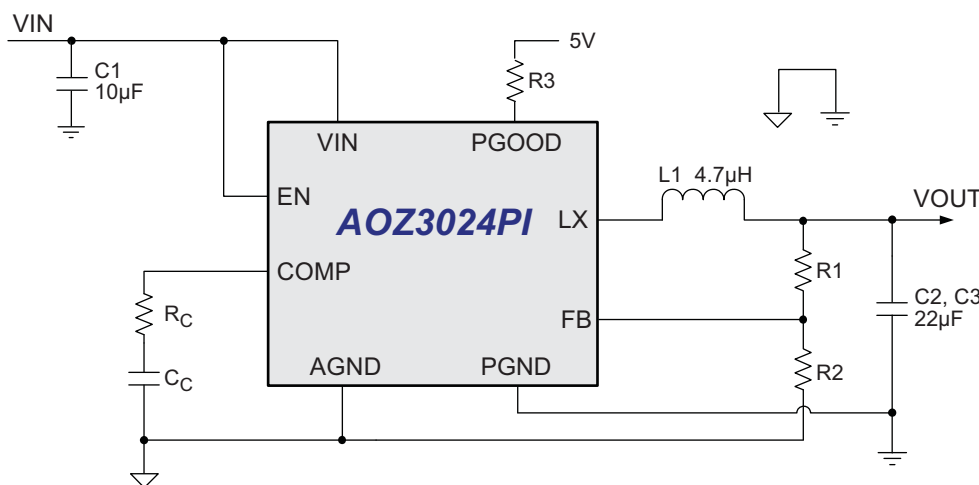 VIN
5V
C1
10µF
R3
VIN
PGOOD
L1 4.7µH
EN
LX
VOUT
AOZ3024PI
COMP
R1
RC
FB
C2, C3
22µF
CC
AGND
PGND
R2